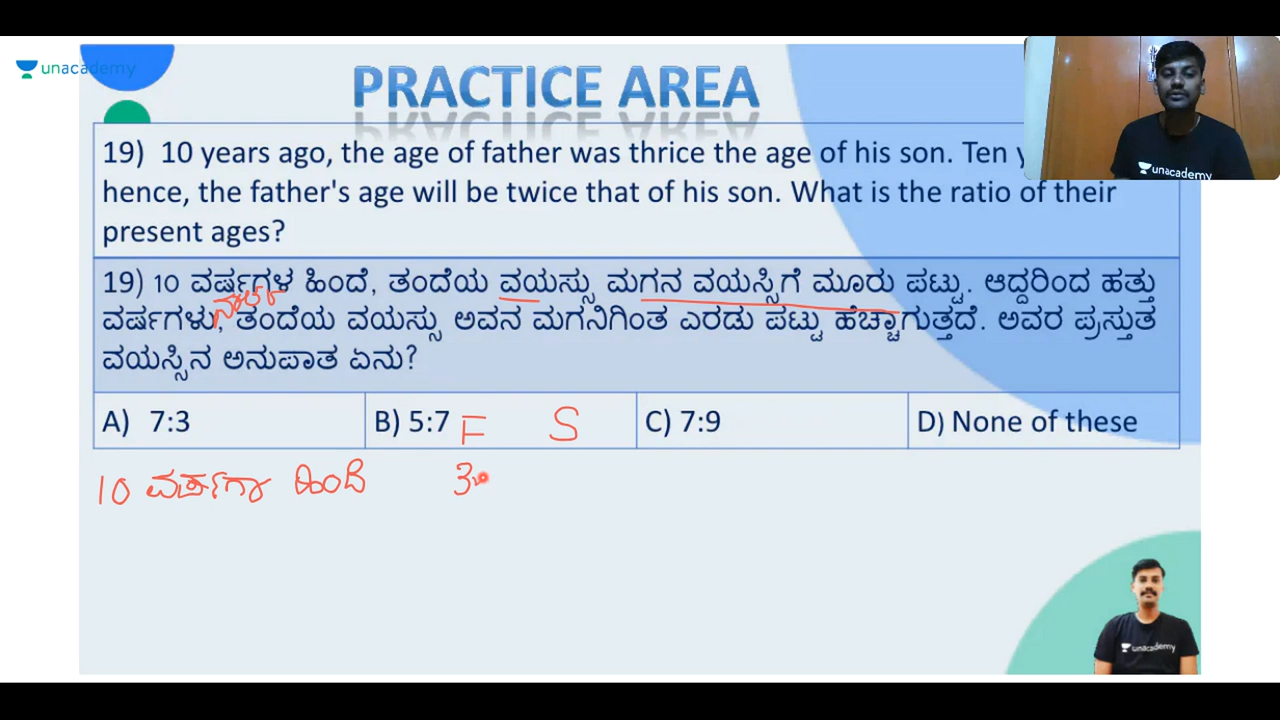 unacademy
PRACTICE AREA
19) 10 years ago, the age of father was thrice the age of his son. Ten y
hence, the father's age will be twice that of his son. What is the ratio of their
present ages?
19) 10 ವರ್ಷಗಳ ಹಿಂದೆ, ತಂದೆಯ ವಯಸ್ಸು ಮಗನ ವಯಸ್ಸಿಗೆ ಮೂರು ಪಟ್ಟು. ಆದ್ದರಿಂದ ಹತ್ತು
ವರ್ಷಗಳು, ತಂದೆಯ ವಯಸ್ಸು ಅವನ ಮಗನಿಗಿಂತ ಎರಡು ಪಟ್ಟು ಹೆಚ್ಚಾಗುತ್ತದೆ. ಅವರ ಪ್ರಸ್ತುತ
ವಯಸ್ಸಿನ ಅನುಪಾತ ಏನು?
A) 7:3 B) 5:7 C) 7:9 D) None of these
F S
10 ಹಿಂದೆ 3
unacademy
unacademy